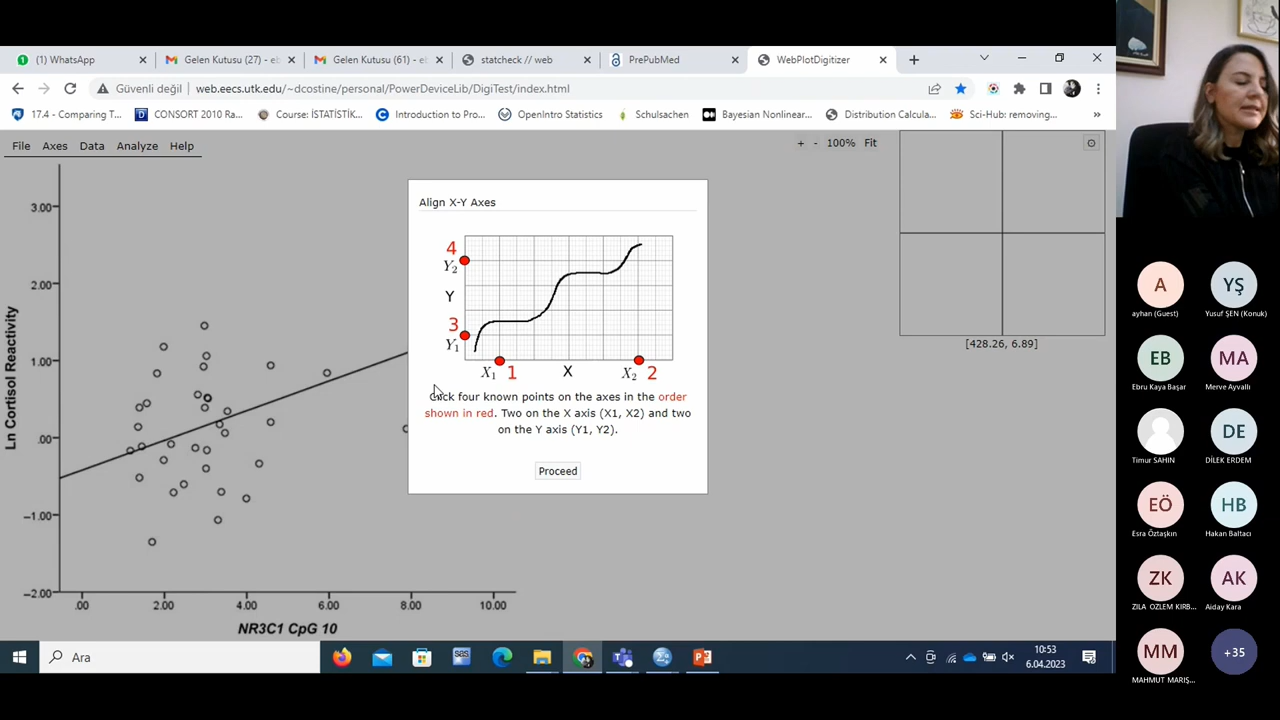 (1) WhatsApp
Gelen Kutusu (27) - eb
Gelen Kutusu (61) - eb
statcheck // web
PrePubMed
WebPlotDigitizer
Güvenli değil
web.eecs.utk.edu/~dcostine/personal/PowerDeviceLib/DigiTest/index.html
17.4 - Comparing T...
CONSORT 2010 Ra...
Course: İSTATİSTİK...
Introduction to Pro...
OpenIntro Statistics
Schulsachen
Bayesian Nonlinear...
Distribution Calcula...
Sci-Hub: removing...
File Axes Data Analyze Help
+ - 100% Fit
[428.26, 6.89]
Ln Cortisol Reactivity
3.00
2.00
1.00
.00
−1.00
−2.00
.00 2.00 4.00 6.00 8.00 10.00
NR3C1 CpG 10
Align X-Y Axes
4
Y2
Y
3
Y1
X1 1 X X2 2
Click four known points on the axes in the order
shown in red. Two on the X axis (X1, X2) and two
on the Y axis (Y1, Y2).
Proceed
Ara
10:53
6.04.2023
A
ayhan (Guest)
YŞ
Yusuf ŞEN (Konuk)
EB
Ebru Kaya Başar
MA
Merve Ayvallı
Timur SAHIN
DE
DİLEK ERDEM
EÖ
Esra Öztaşkın
HB
Hakan Baltacı
ZK
ZILA OZLEM KIRB...
AK
Aiday Kara
MM
MAHMUT MARIŞ...
+35